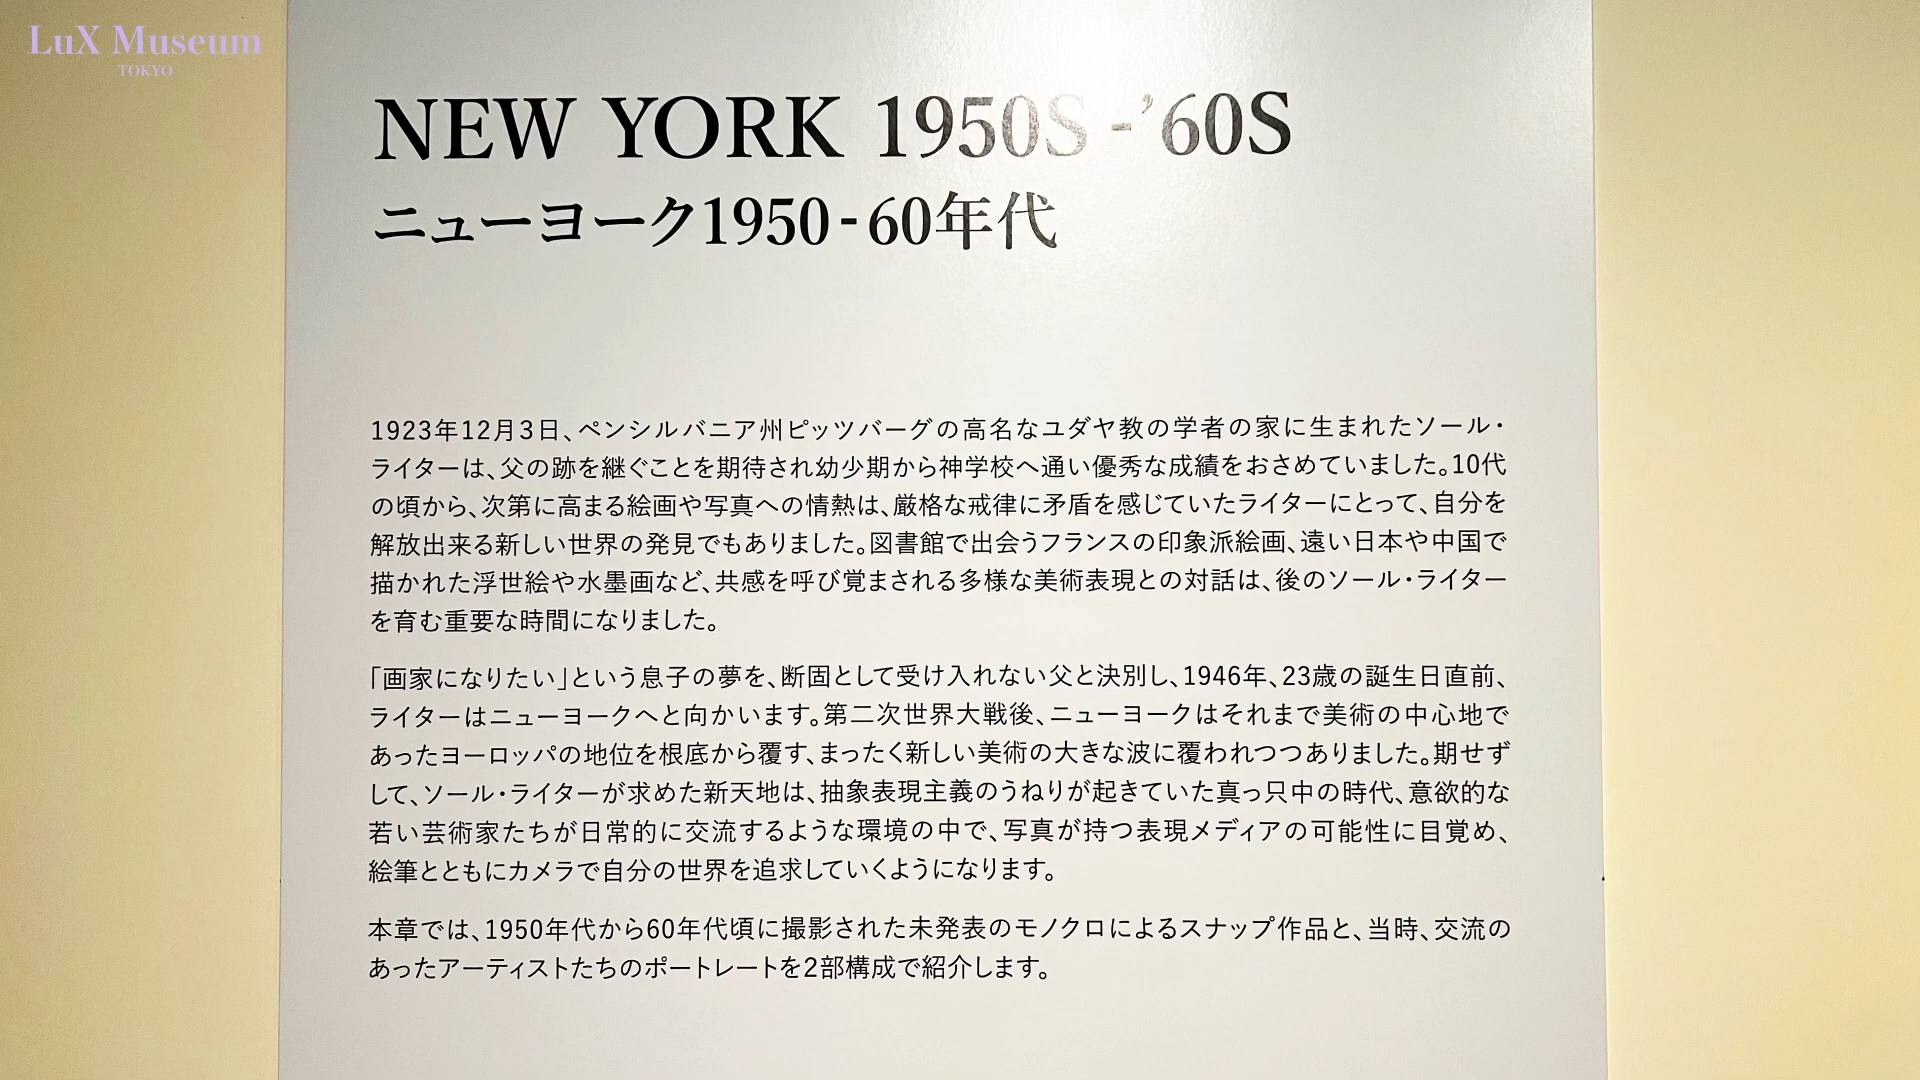 LuX Museum
TOKYO
NEW YORK 1950S -’60S
ニューヨーク1950-60年代
1923年12月3日、ペンシルバニア州ピッツバーグの高名なユダヤ教の学者の家に生まれたソール・
ライターは、父の跡を継ぐことを期待され幼少期から神学校へ通い優秀な成績をおさめていました。10代
の頃から、次第に高まる絵画や写真への情熱は、厳格な戒律に矛盾を感じていたライターにとって、自分を
解放出来る新しい世界の発見でもありました。図書館で出会うフランスの印象派絵画、遠い日本や中国で
描かれた浮世絵や水墨画など、共感を呼び覚まされる多様な美術表現との対話は、後のソール・ライター
を育む重要な時間になりました。
「画家になりたい」という息子の夢を、断固として受け入れない父と決別し、1946年、23歳の誕生日直前、
ライターはニューヨークへと向かいます。第二次世界大戦後、ニューヨークはそれまで美術の中心地で
あったヨーロッパの地位を根底から覆す、まったく新しい美術の大きな波に覆われつつありました。期せず
して、ソール・ライターが求めた新天地は、抽象表現主義のうねりが起きていた真っ只中の時代、意欲的な
若い芸術家たちが日常的に交流するような環境の中で、写真が持つ表現メディアの可能性に目覚め、
絵筆とともにカメラで自分の世界を追求していくようになります。
本章では、1950年代から60年代頃に撮影された未発表のモノクロによるスナップ作品と、当時、交流の
あったアーティストたちのポートレートを2部構成で紹介します。